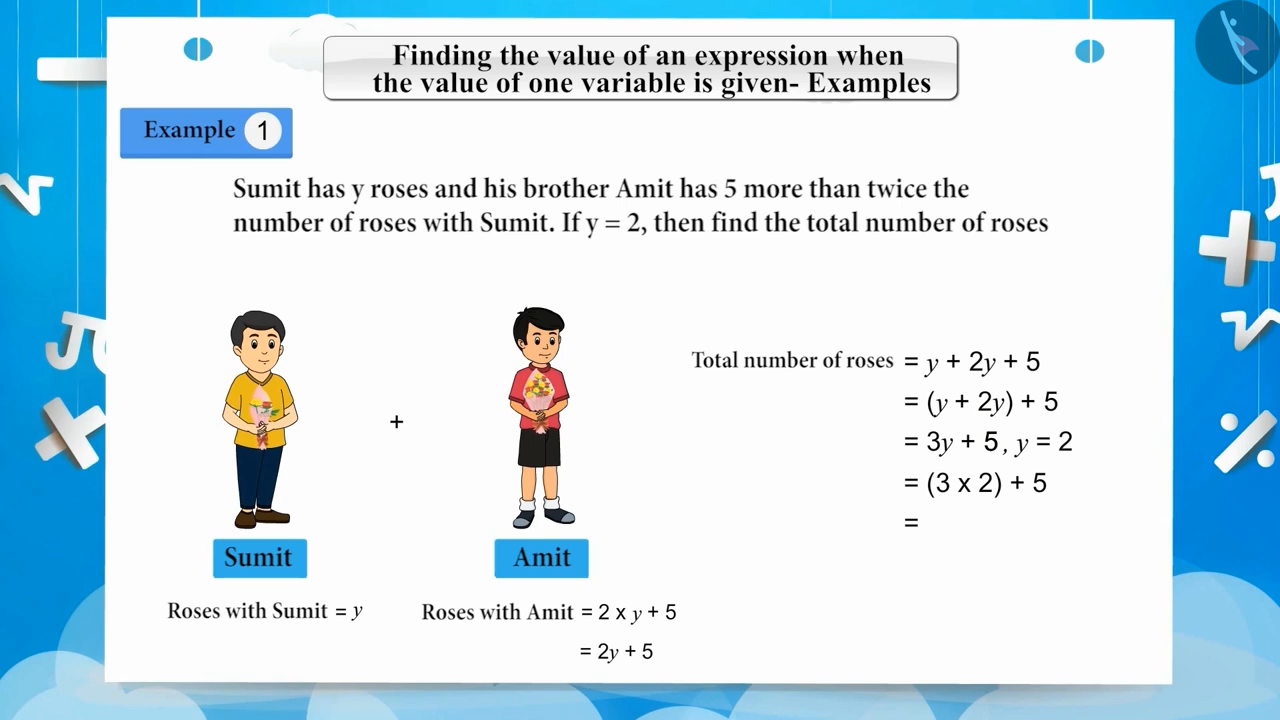 Finding the value of an expression when
the value of one variable is given- Examples
Example 1
Sumit has y roses and his brother Amit has 5 more than twice the
number of roses with Sumit. If y = 2, then find the total number of roses
Total number of roses = y + 2y + 5
= (y + 2y) + 5
= 3y + 5, y = 2
= (3 x 2) + 5
=
+
Sumit
Amit
Roses with Sumit = y
Roses with Amit = 2 x y + 5
= 2y + 5